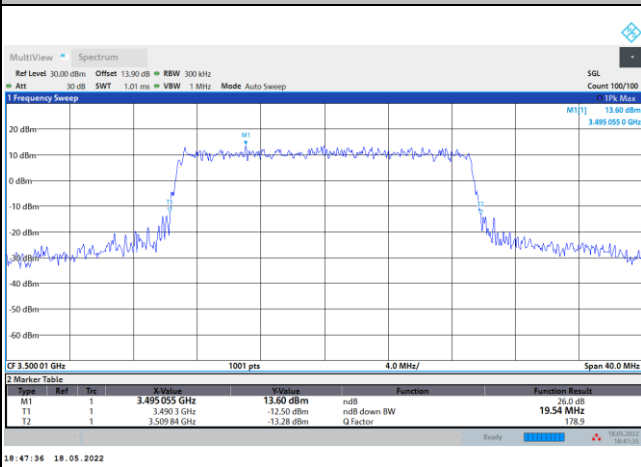 MultiView Spectrum
Ref Level 30.00 dBm Offset 13.90 dB RBW 300 kHz SGL
Att 30 dB SWT 1.01 ms VBW 1 MHz Mode Auto Sweep Count 100/100
1 Frequency Sweep 1Pk Max
M1[1] 13.60 dBm
3.495 055 0 GHz
M1
20 dBm
10 dBm
0 dBm
T1 T2
-10 dBm
-20 dBm
-30 dBm
-40 dBm
-50 dBm
-60 dBm
CF 3.500 01 GHz 1001 pts 4.0 MHz/ Span 40.0 MHz
2 Marker Table
Type Ref Trc X-Value Y-Value Function Function Result
M1 1 3.495 055 GHz 13.60 dBm ndB 26.0 dB
T1 1 3.490 3 GHz -12.50 dBm ndB down BW 19.54 MHz
T2 1 3.509 84 GHz -13.28 dBm Q Factor 178.9
Ready 18.05.2022
18:47:35
18:47:36 18.05.2022